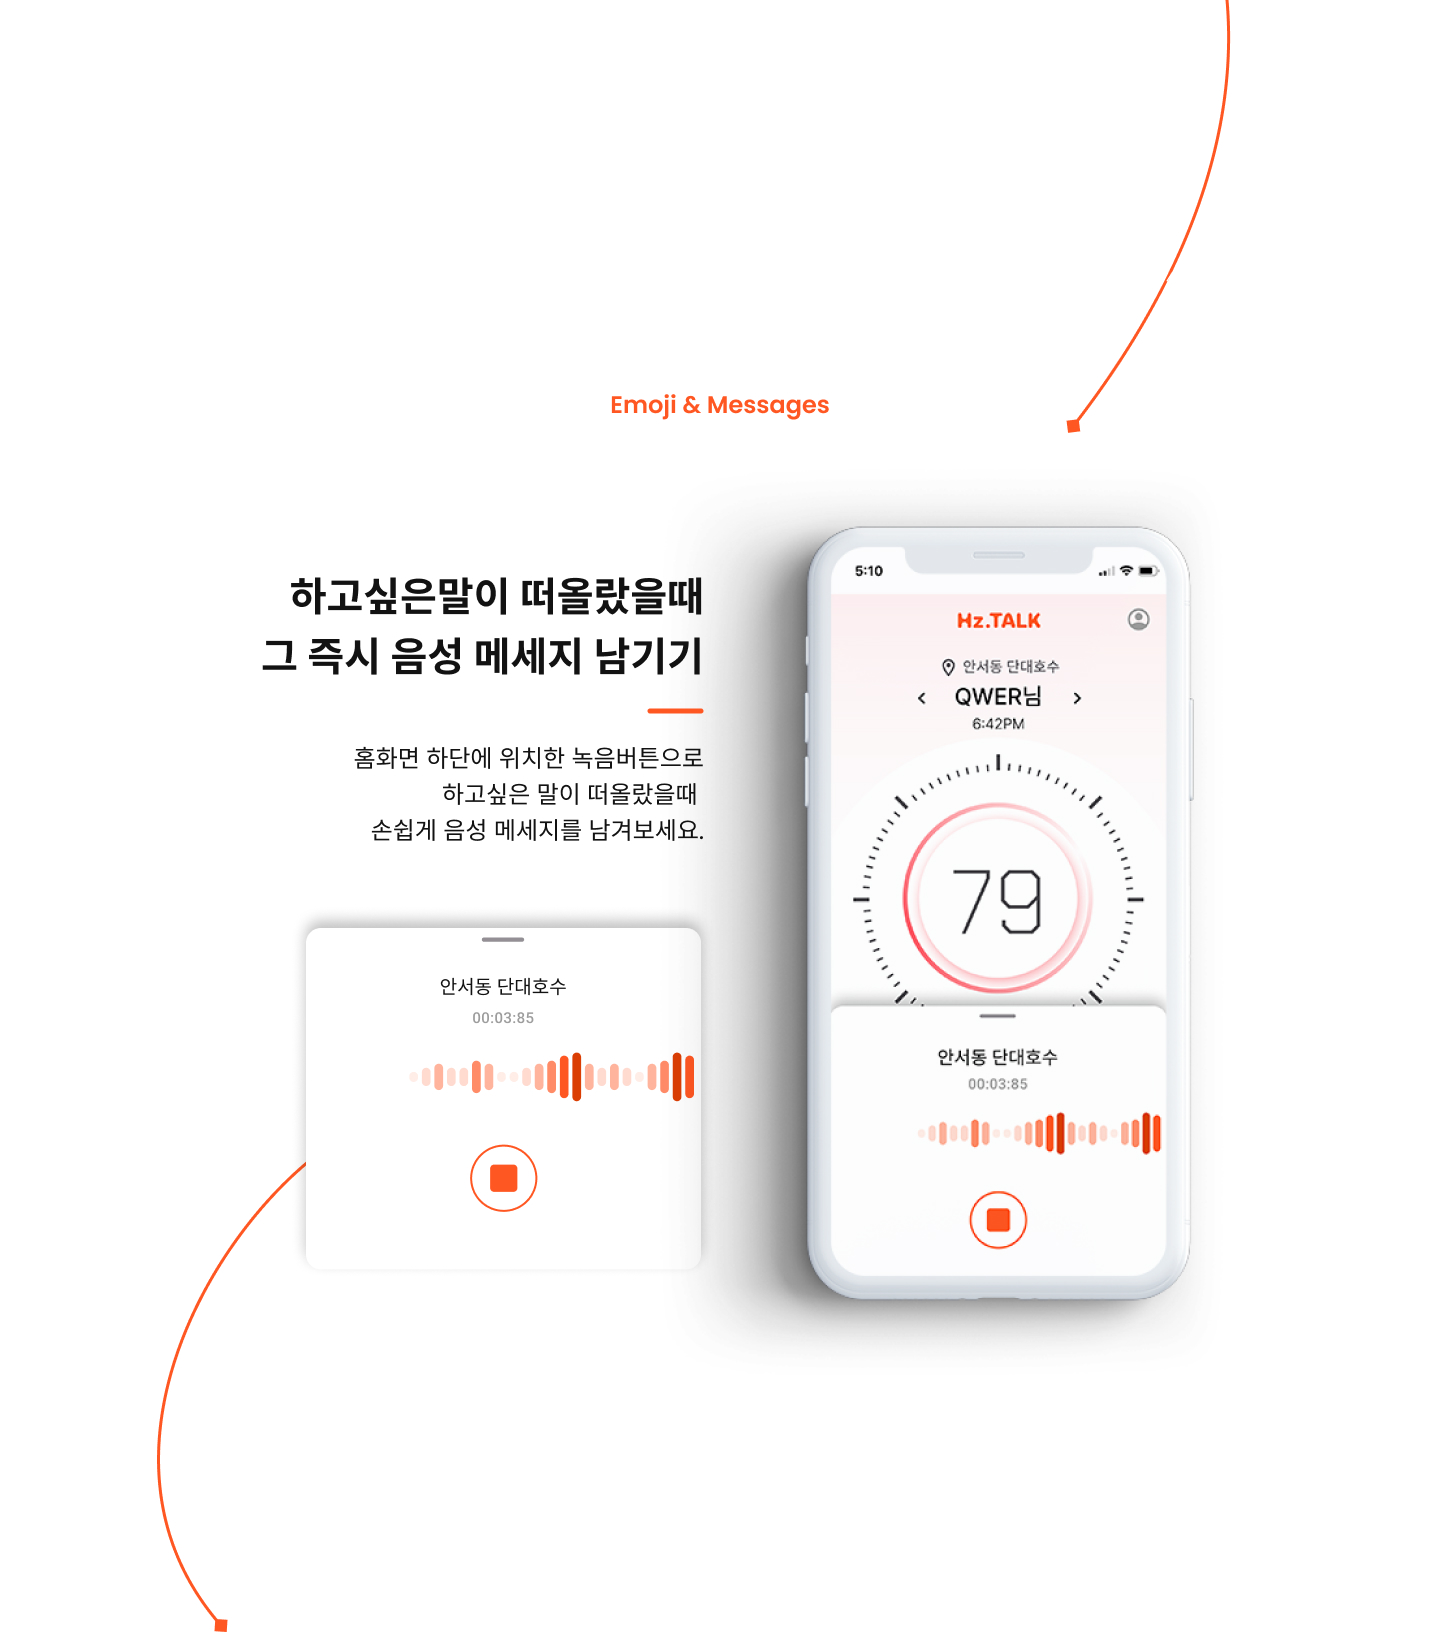 Emoji & Messages
하고싶은말이 떠올랐을때
그 즉시 음성 메세지 남기기
홈화면 하단에 위치한 녹음버튼으로
하고싶은 말이 떠올랐을때
손쉽게 음성 메세지를 남겨보세요.
안서동 단대호수
00:03:85
5:10
Hz.TALK
안서동 단대호수
QWER님
6:42PM
79
안서동 단대호수
00:03:85